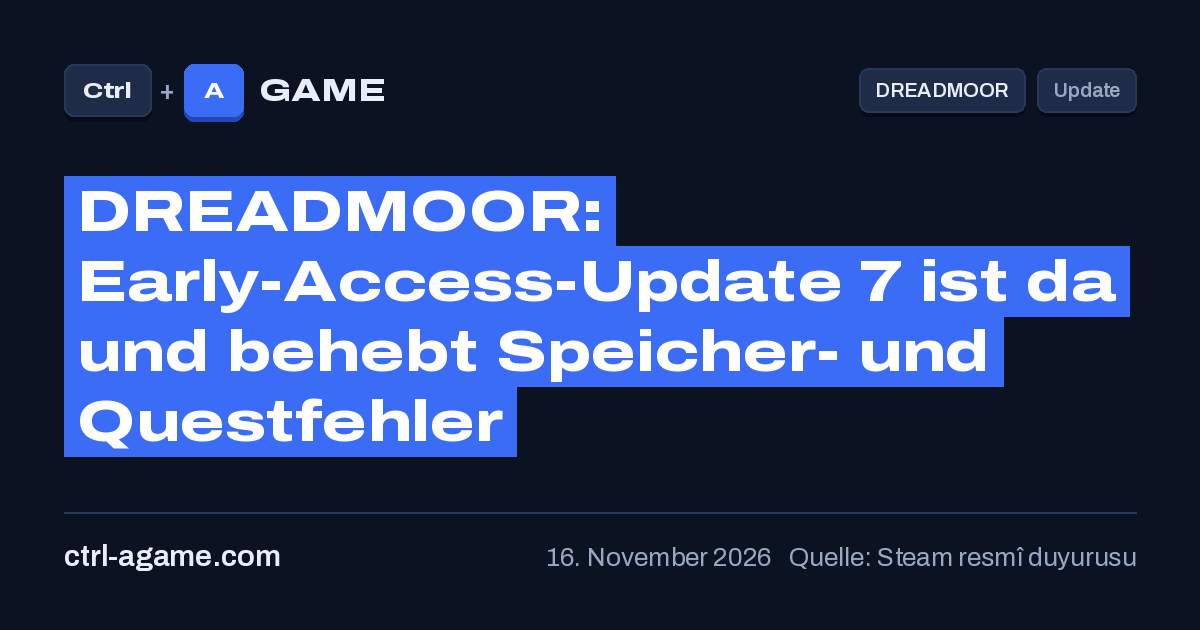 Ctrl + A GAME
DREADMOOR Update
DREADMOOR:
Early-Access-Update 7 ist da
und behebt Speicher- und
Questfehler
ctrl-agame.com
16. November 2026 Quelle: Steam resmî duyurusu